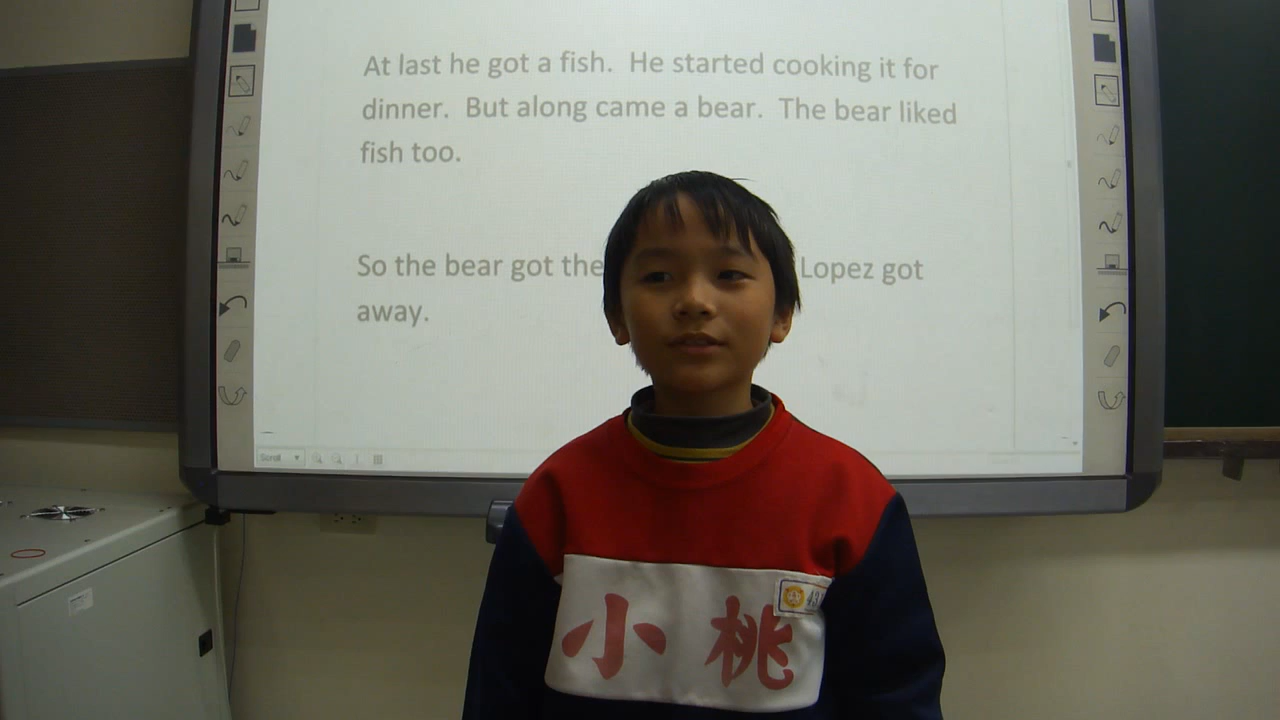 At last he got a fish. He started cooking it for
dinner. But along came a bear. The bear liked
fish too.
So the bear got the Lopez got
away.
Scroll
小 桃